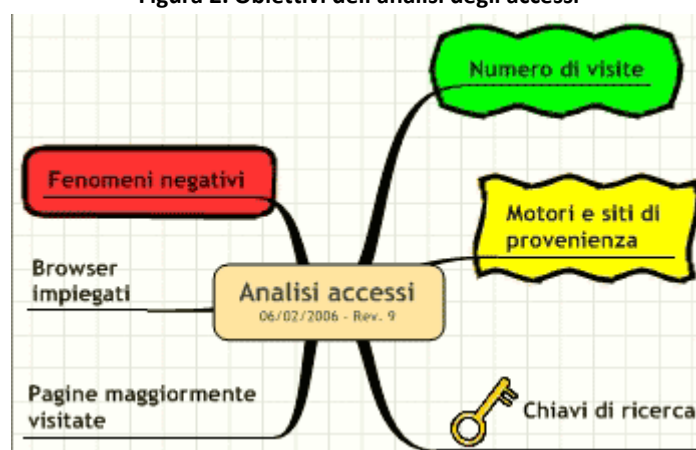 Figura 2. Obiettivi dell'analisi degli accessi
Numero di visite
Fenomeni negativi
Motori e siti di
provenienza
Browser
impiegati
Analisi accessi
06/02/2006 - Rev. 9
Pagine maggiormente
visitate
Chiavi di ricerca